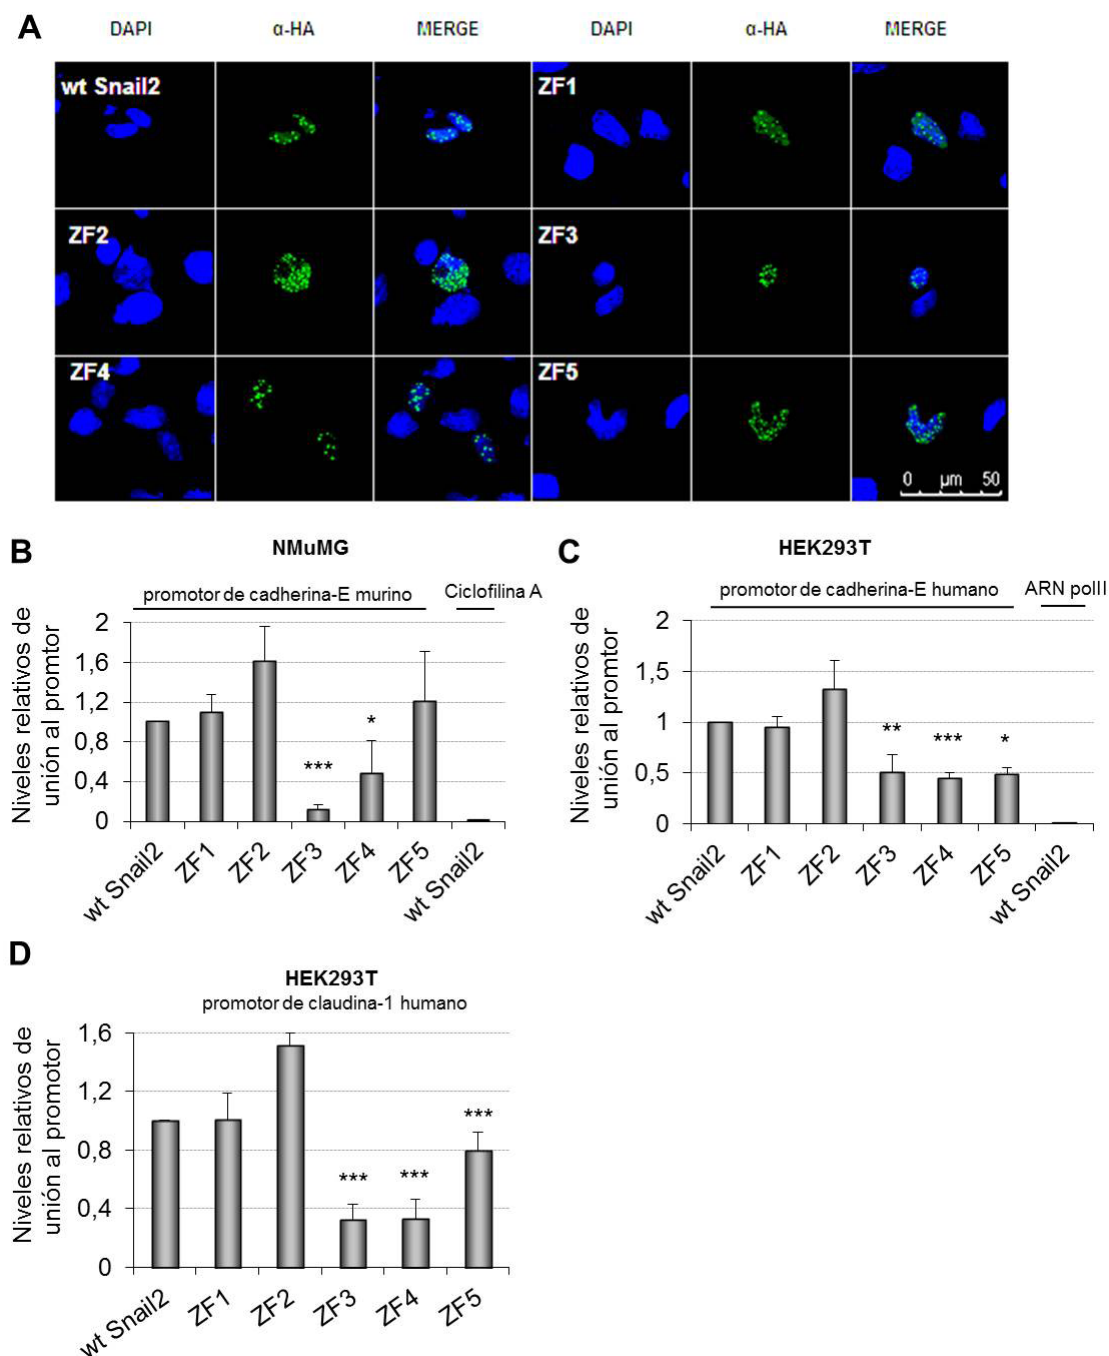 A
DAPI α-HA MERGE DAPI α-HA MERGE
wt Snail2 ZF1
ZF2 ZF3
ZF4 ZF5
0 µm 50
B
NMuMG
promotor de cadherina-E murino Ciclofilina A
Niveles relativos de
unión al promtor
2
1,6
1,2
0,8
0,4
0
*** *
wt Snail2 ZF1 ZF2 ZF3 ZF4 ZF5 wt Snail2
C
HEK293T
promotor de cadherina-E humano ARN polII
Niveles relativos de
unión al promtor
2
1,5
1
0,5
0
** *** *
wt Snail2 ZF1 ZF2 ZF3 ZF4 ZF5 wt Snail2
D
HEK293T
promotor de claudina-1 humano
Niveles relativos de
unión al promotor
1,6
1,2
0,8
0,4
0
*** *** ***
wt Snail2 ZF1 ZF2 ZF3 ZF4 ZF5